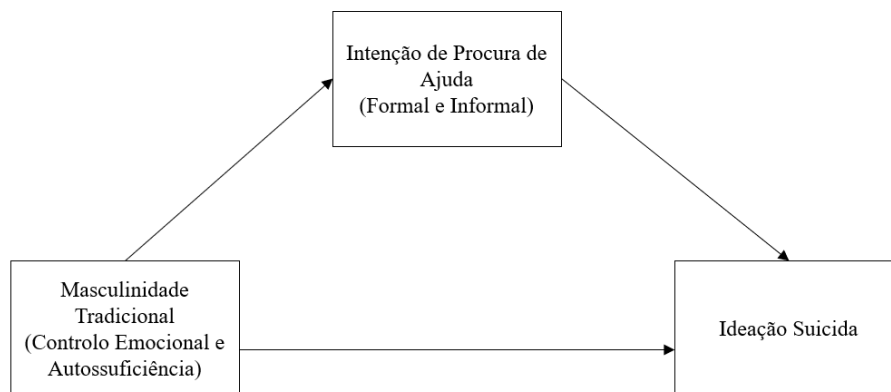 Intenção de Procura de
Ajuda
(Formal e Informal)
Masculinidade
Tradicional
(Controlo Emocional e
Autossuficiência)
Ideação Suicida